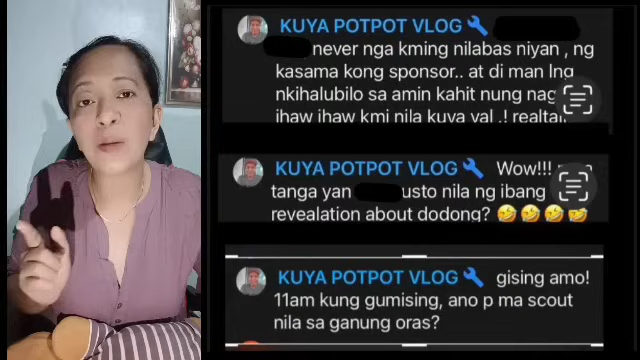 KUYA POTPOT VLOG
never nga kming nilabas niyan , ng
kasama kong sponsor.. at di man lng
nkihalubilo sa amin kahit nung
ihaw ihaw kmi nila kuya val .! realtalk
KUYA POTPOT VLOG Wow!!!
tanga yan usto nila ng ibang
revealation about dodong?
KUYA POTPOT VLOG gising amo!
11am kung gumising, ano p ma scout
nila sa ganung oras?